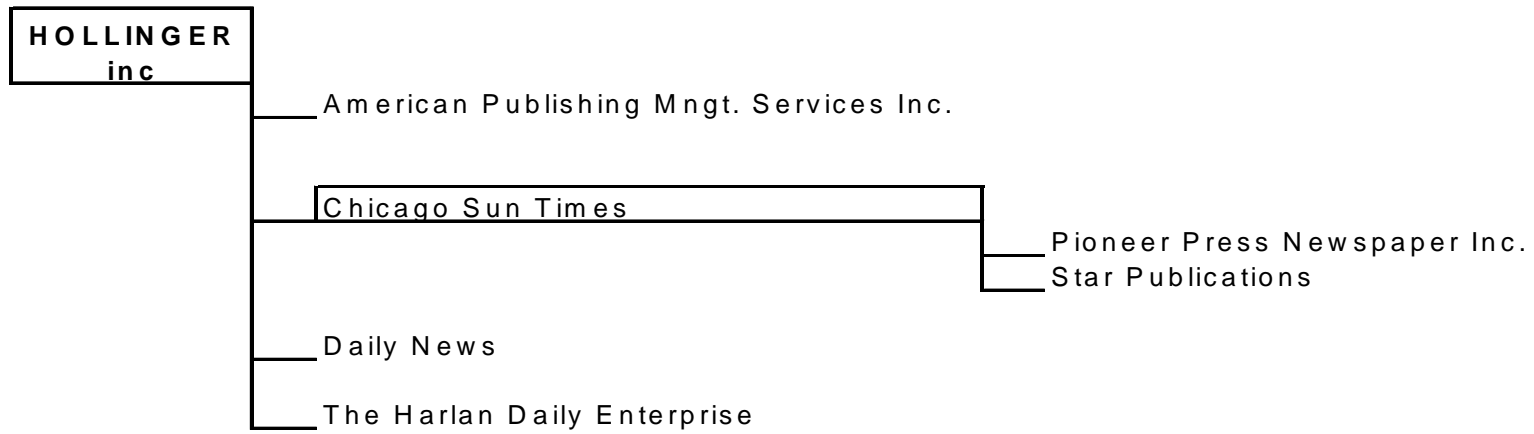 HOLLINGER
inc
American Publishing Mngt. Services Inc.
Chicago Sun Times
Pioneer Press Newspaper Inc.
Star Publications
Daily News
The Harlan Daily Enterprise